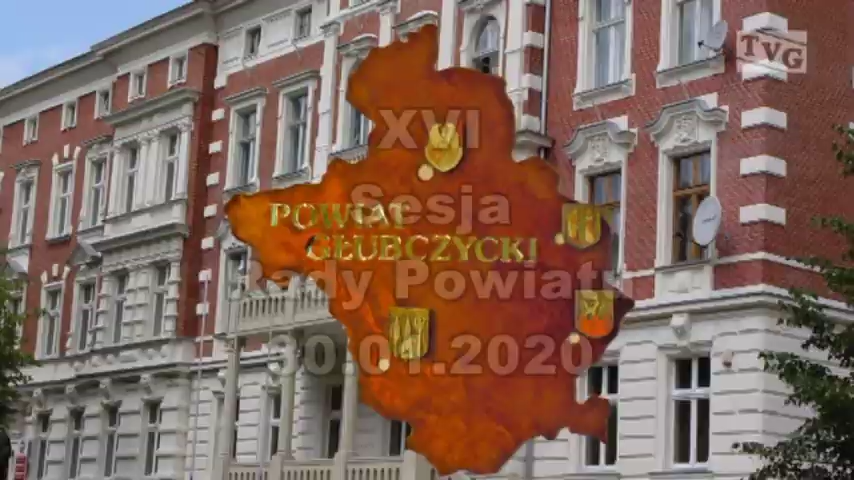 TVG
XVI
Sesja
POWIAT
GŁUBCZYCKI
Rady Powiatu
30.01.2020